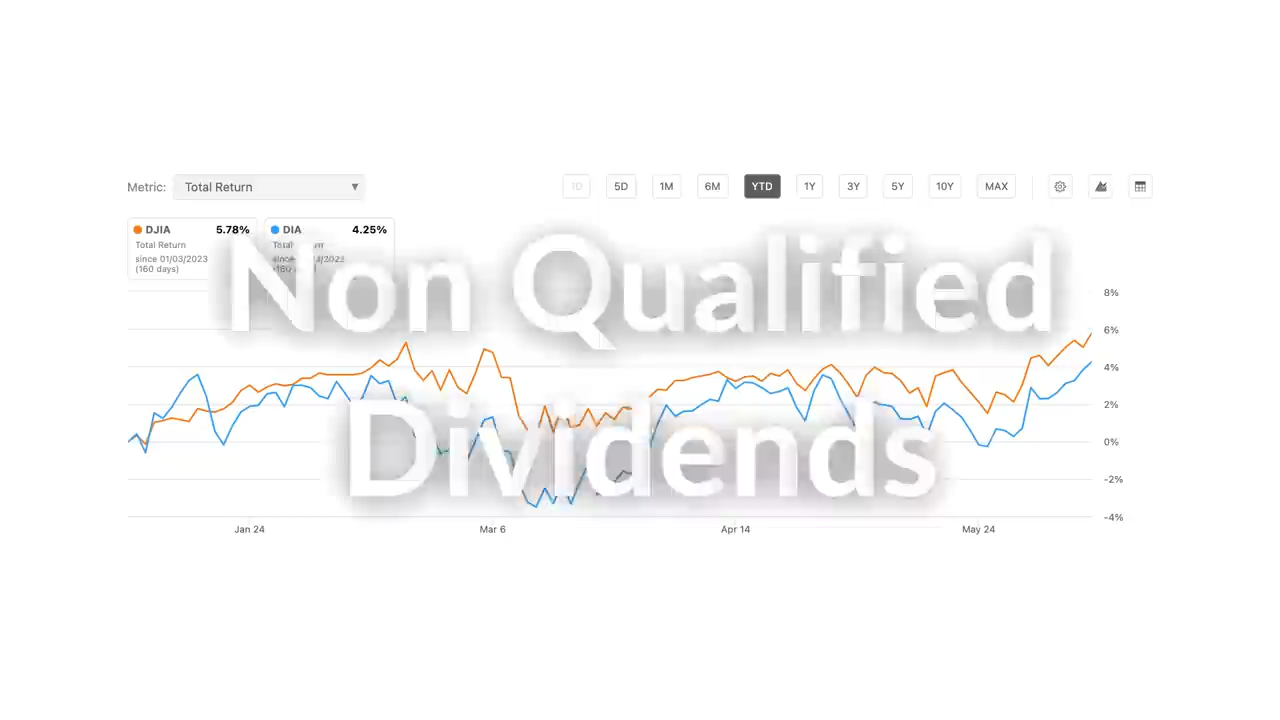 Metric: Total Return ▼ 1D 5D 1M 6M YTD 1Y 3Y 5Y 10Y MAX
DJIA 5.78% DIA 4.25%
Total Return
since 01/03/2023
(160 days)
Non Qualified
Dividends
8%
6%
4%
2%
0%
-2%
-4%
Jan 24 Mar 6 Apr 14 May 24